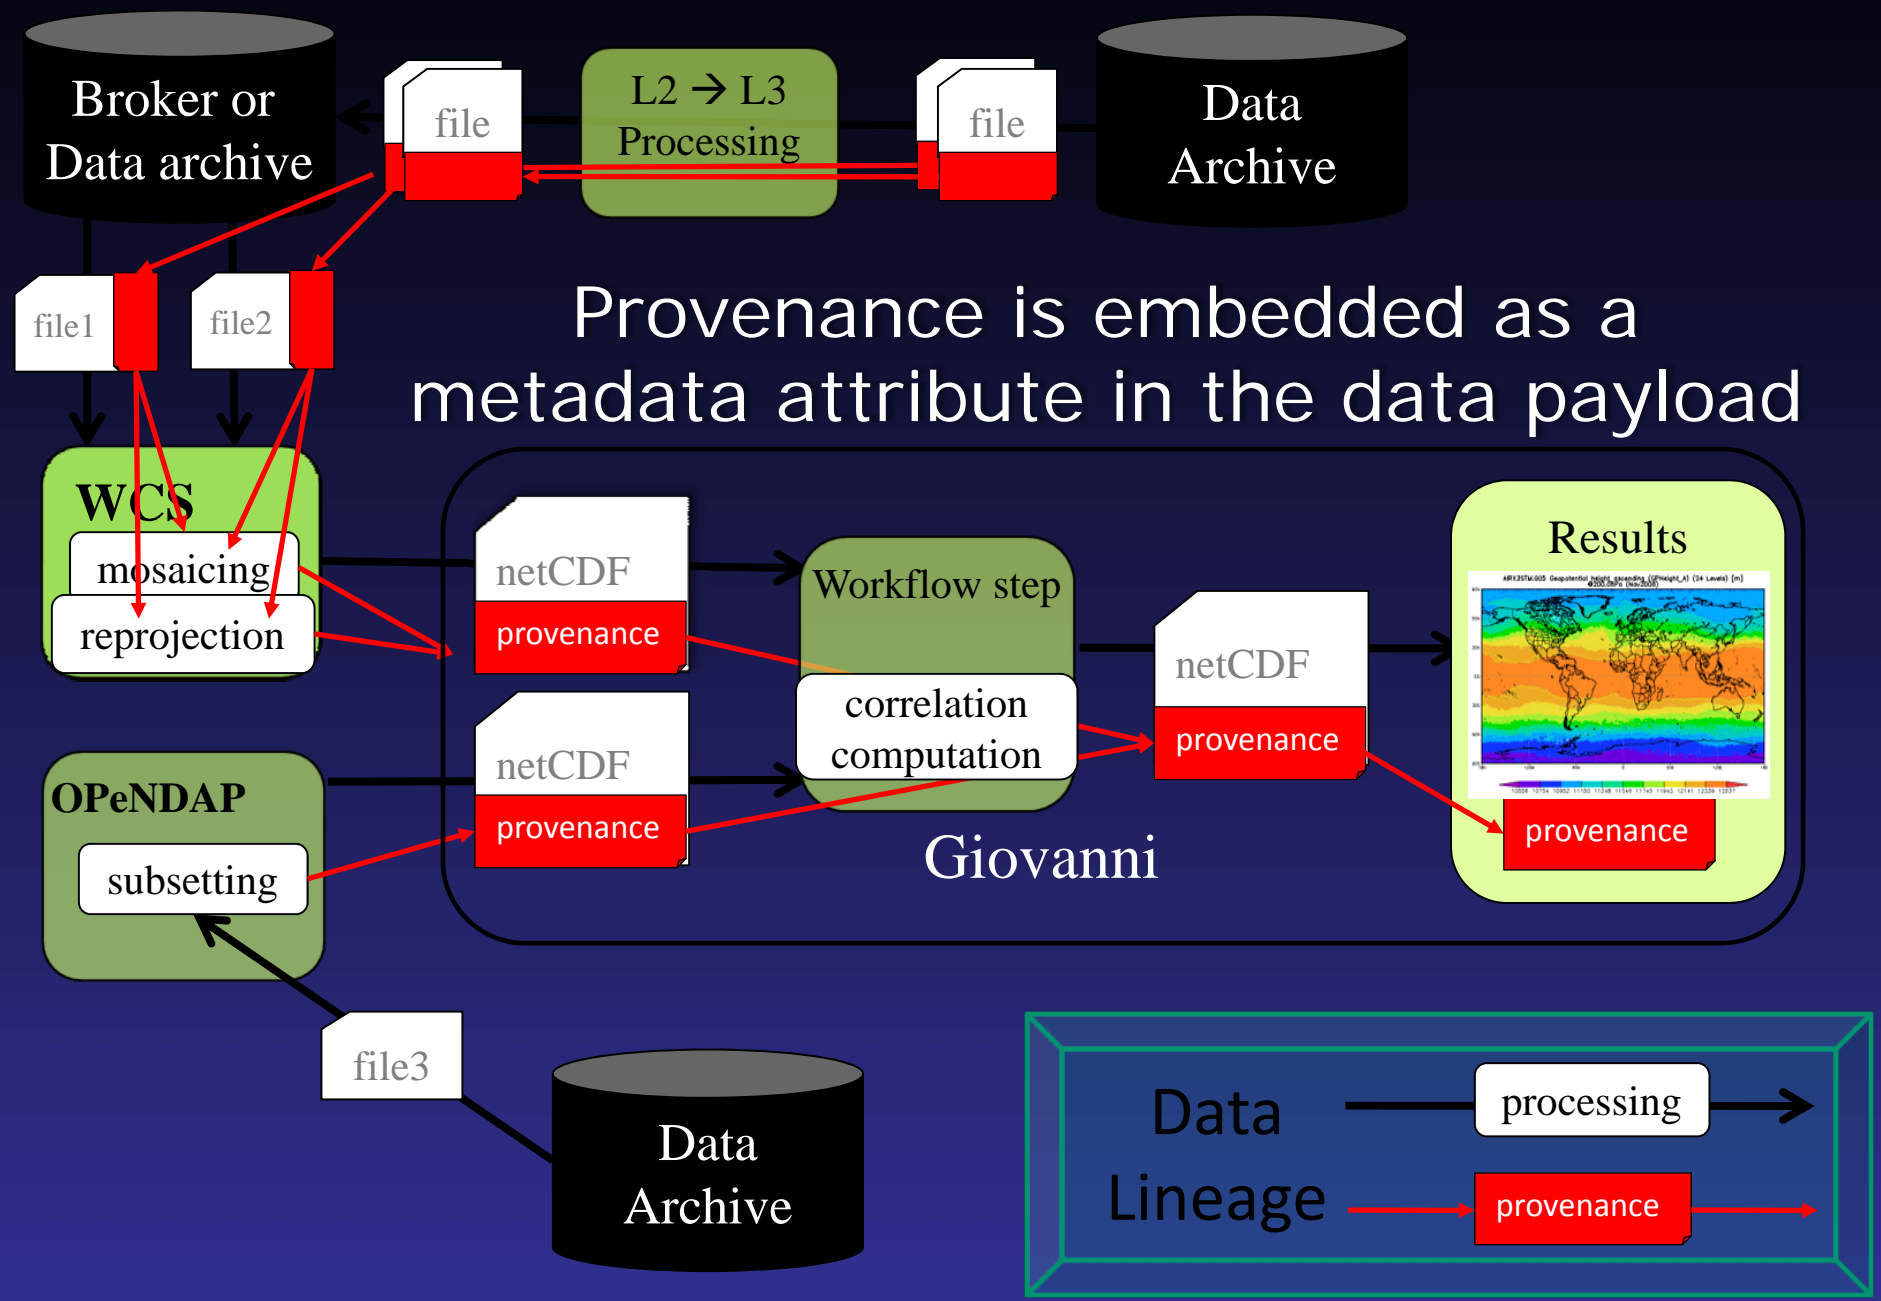 Broker or
Data archive
file
L2 → L3
Processing
file
Data
Archive
file1
file2
Provenance is embedded as a
metadata attribute in the data payload
WCS
mosaicing
reprojection
netCDF
provenance
Workflow step
correlation
computation
netCDF
provenance
netCDF
provenance
Giovanni
Results
provenance
OPeNDAP
subsetting
file3
Data
Archive
Data
Lineage
processing
provenance